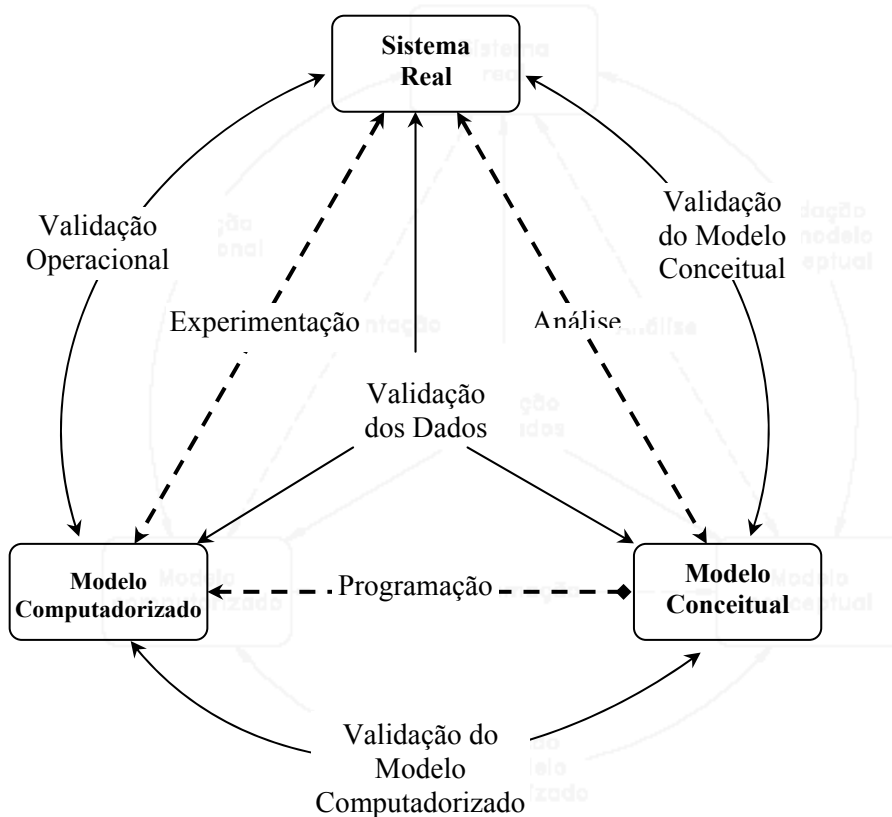 Sistema
Real
Validação
Operacional
Validação
do Modelo
Conceitual
Experimentação
Análise
Validação
dos Dados
Modelo
Computadorizado
Programação
Modelo
Conceitual
Validação do
Modelo
Computadorizado